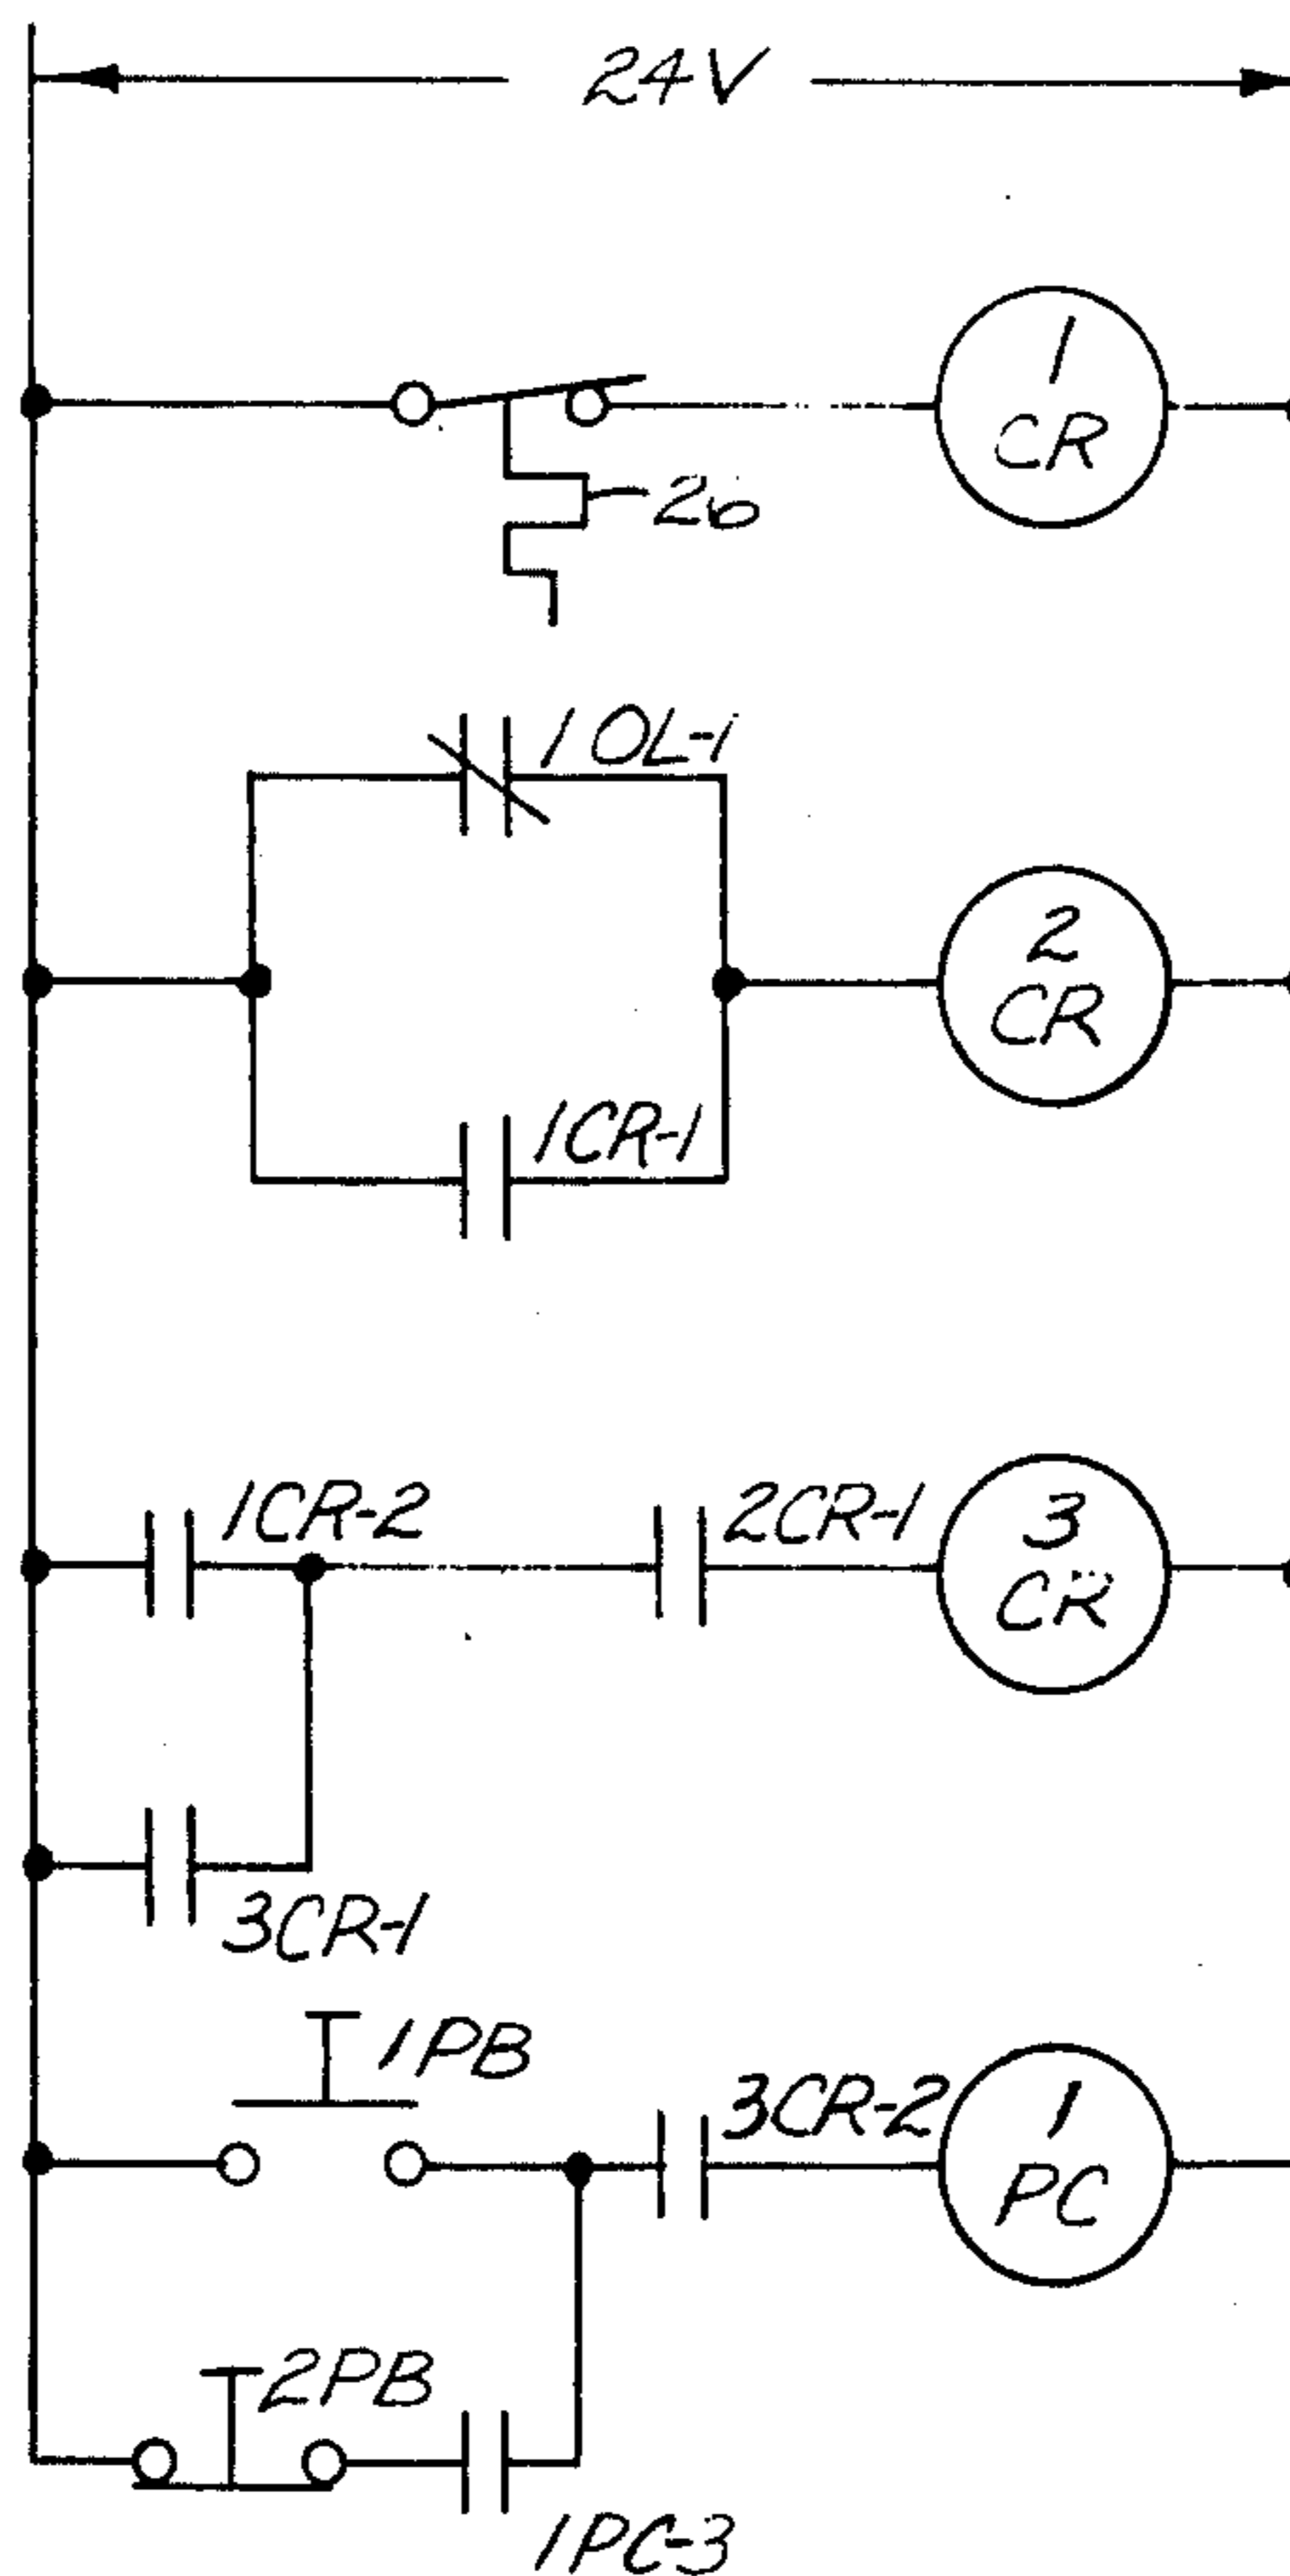 24V
1
CR
26
1OL-1
2
CR
1CR-1
1CR-2
2CR-1
3
CR
3CR-1
1PB
3CR-2
1
PC
2PB
1PC-3